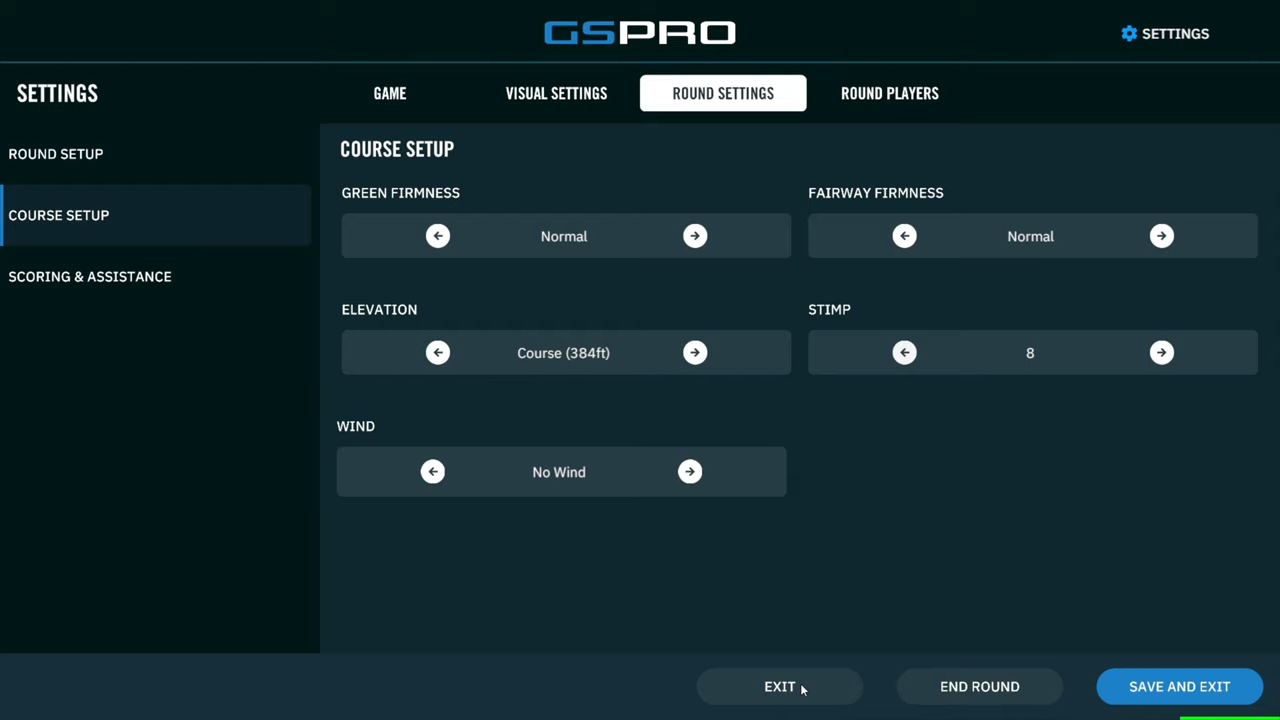 GSPRO
SETTINGS
SETTINGS
GAME
VISUAL SETTINGS
ROUND SETTINGS
ROUND PLAYERS
ROUND SETUP
COURSE SETUP
SCORING & ASSISTANCE
COURSE SETUP
GREEN FIRMNESS
FAIRWAY FIRMNESS
Normal
Normal
ELEVATION
STIMP
Course (384ft)
8
WIND
No Wind
EXIT
END ROUND
SAVE AND EXIT